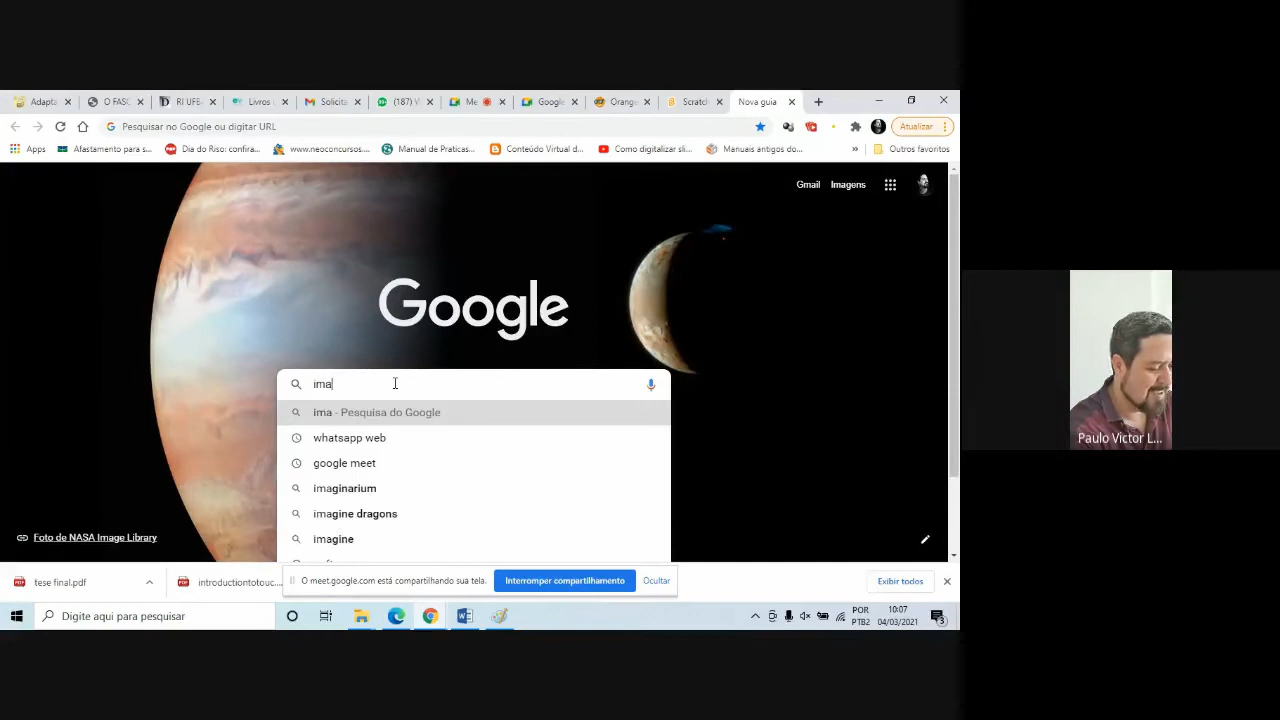 Adapta
O FASC
RI UFB
Livros
Solicita
(187) V
Me
Google
Orange
Scratch
Nova guia
Pesquisar no Google ou digitar URL
Atualizar
Apps
Afastamento para s...
Dia do Riso: confira...
www.neoconcursos....
Manual de Praticas...
Conteúdo Virtual d...
Como digitalizar sli...
Manuais antigos do...
»
Outros favoritos
Gmail
Imagens
Google
ima
ima - Pesquisa do Google
whatsapp web
google meet
imaginarium
imagine dragons
imagine
Foto de NASA Image Library
Paulo Victor L...
tese final.pdf
introductiontotouc...
O meet.google.com está compartilhando sua tela.
Interromper compartilhamento
Ocultar
Exibir todos
Digite aqui para pesquisar
POR
PTB2
10:07
04/03/2021
3